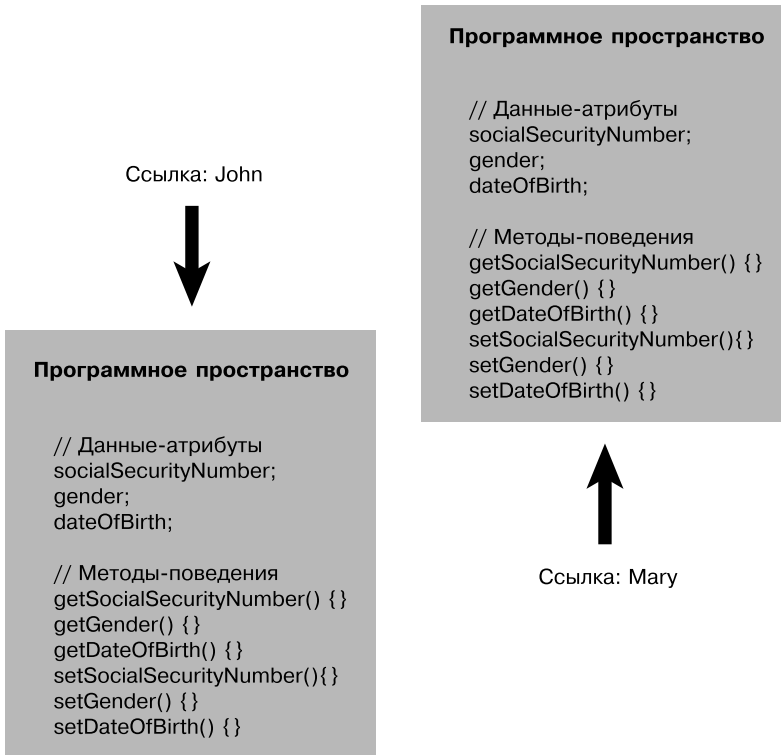 Ссылка: John
Программное пространство
// Данные-атрибуты
socialSecurityNumber;
gender;
dateOfBirth;
// Методы-поведения
getSocialSecurityNumber() {}
getGender() {}
getDateOfBirth() {}
setSocialSecurityNumber(){}
setGender() {}
setDateOfBirth() {}
Программное пространство
// Данные-атрибуты
socialSecurityNumber;
gender;
dateOfBirth;
// Методы-поведения
getSocialSecurityNumber() {}
getGender() {}
getDateOfBirth() {}
setSocialSecurityNumber(){}
setGender() {}
setDateOfBirth() {}
Ссылка: Mary